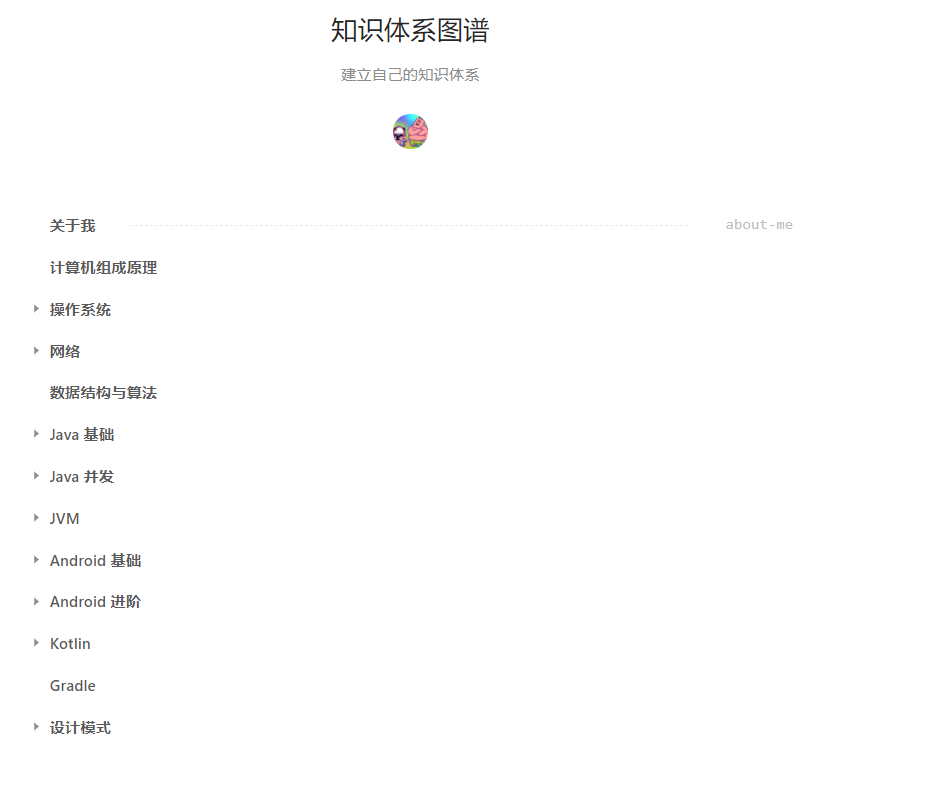 知识体系图谱
建立自己的知识体系
关于我 about-me
计算机组成原理
操作系统
网络
数据结构与算法
Java 基础
Java 并发
JVM
Android 基础
Android 进阶
Kotlin
Gradle
设计模式